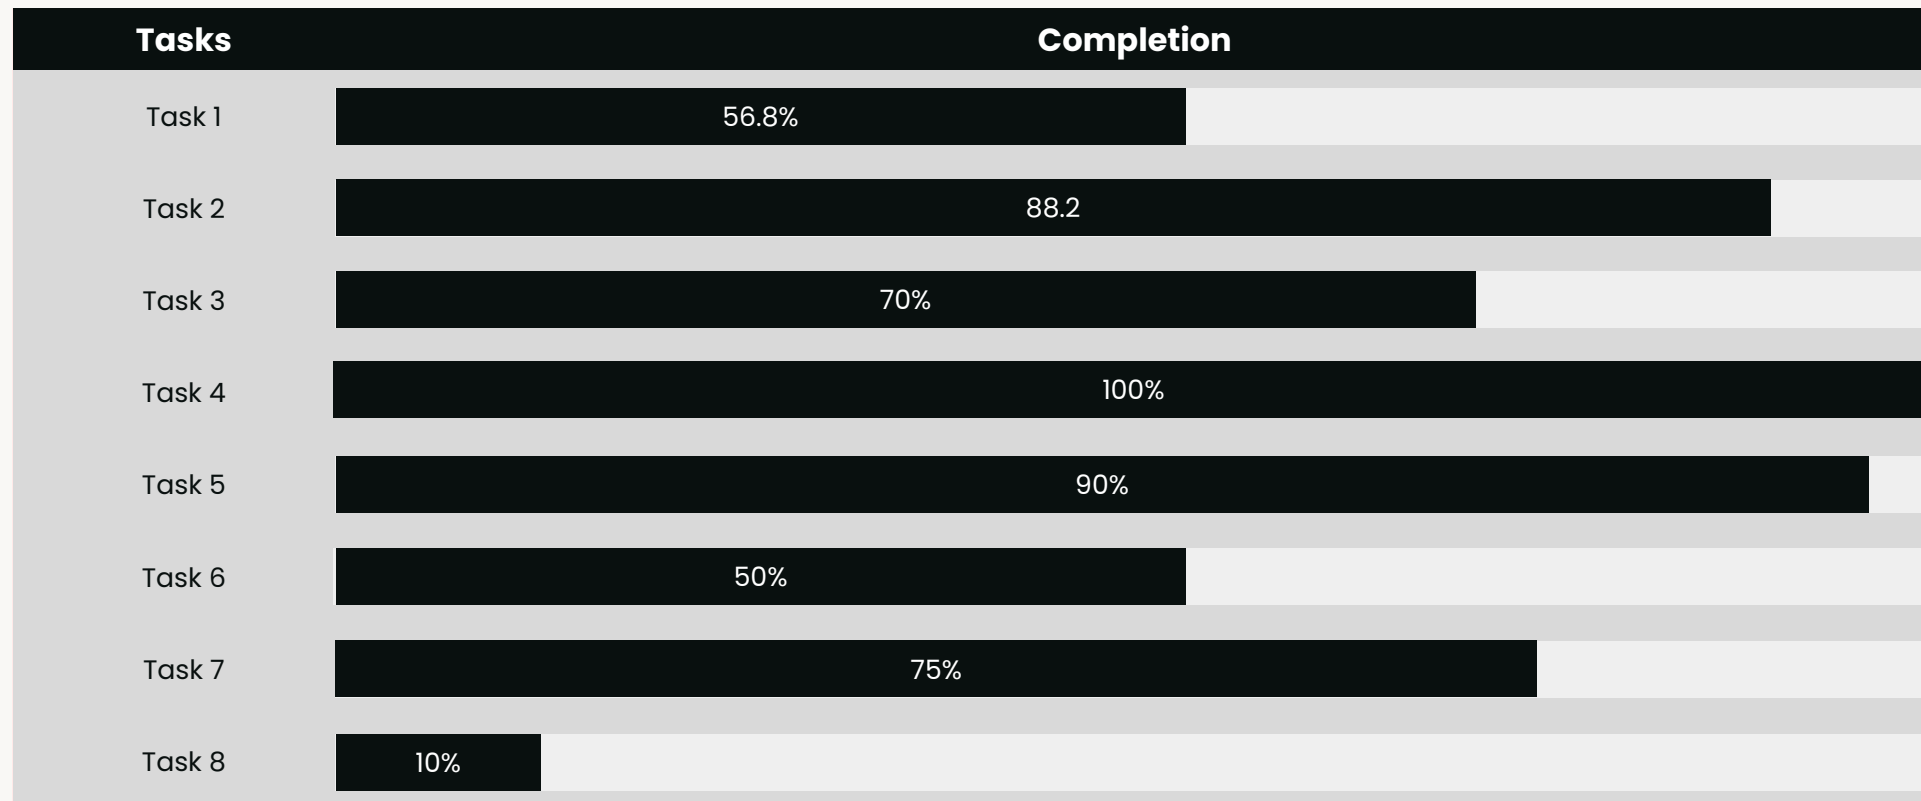 Tasks Completion
Task 1 56.8%
Task 2 88.2
Task 3 70%
Task 4 100%
Task 5 90%
Task 6 50%
Task 7 75%
Task 8 10%